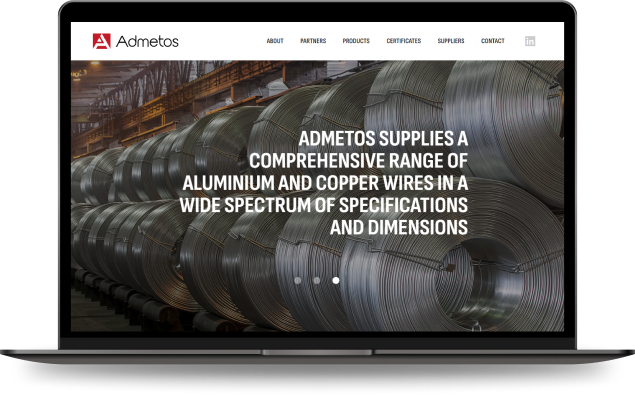 Admetos
ABOUT PARTNERS PRODUCTS CERTIFICATES SUPPLIERS CONTACT
in
ADMETOS SUPPLIES A
COMPREHENSIVE RANGE OF
ALUMINIUM AND COPPER WIRES IN A
WIDE SPECTRUM OF SPECIFICATIONS
AND DIMENSIONS